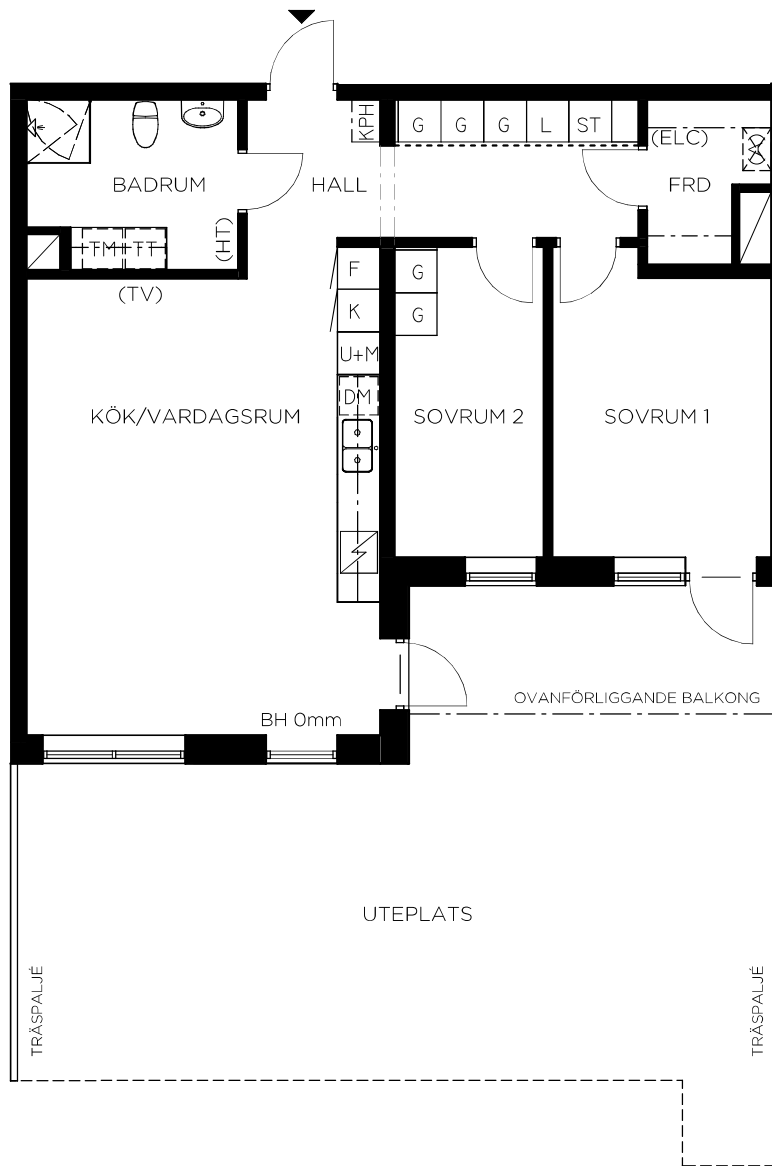 KPH
G
G
G
L
ST
(ELC)
BADRUM
HALL
FRD
(HT)
TM
TT
(TV)
F
G
K
G
U+M
DM
KÖK/VARDAGSRUM
SOVRUM 2
SOVRUM 1
OVANFÖRLIGGANDE BALKONG
BH 0mm
UTEPLATS
TRÄSPALJÉ
TRÄSPALJÉ